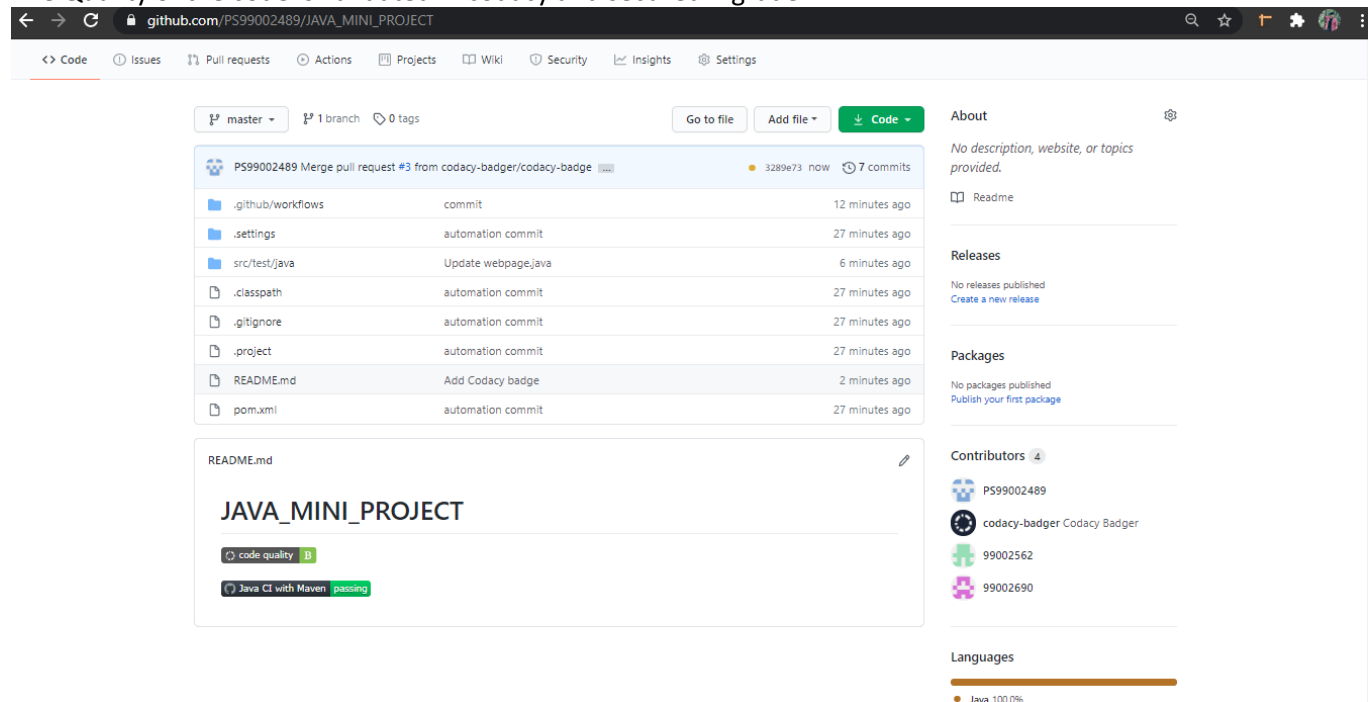 github.com/PS99002489/JAVA_MINI_PROJECT
<> Code Issues Pull requests Actions Projects Wiki Security Insights Settings
master 1 branch 0 tags Go to file Add file Code
PS99002489 Merge pull request #3 from codacy-badger/codacy-badge ... 3289e73 now 7 commits
.github/workflows commit 12 minutes ago
.settings automation commit 27 minutes ago
src/test/java Update webpage.java 6 minutes ago
.classpath automation commit 27 minutes ago
.gitignore automation commit 27 minutes ago
.project automation commit 27 minutes ago
README.md Add Codacy badge 2 minutes ago
pom.xml automation commit 27 minutes ago
README.md
JAVA_MINI_PROJECT
code quality B
Java CI with Maven passing
About
No description, website, or topics
provided.
Readme
Releases
No releases published
Create a new release
Packages
No packages published
Publish your first package
Contributors 4
PS99002489
codacy-badger Codacy Badger
99002562
99002690
Languages
Java 100.0%